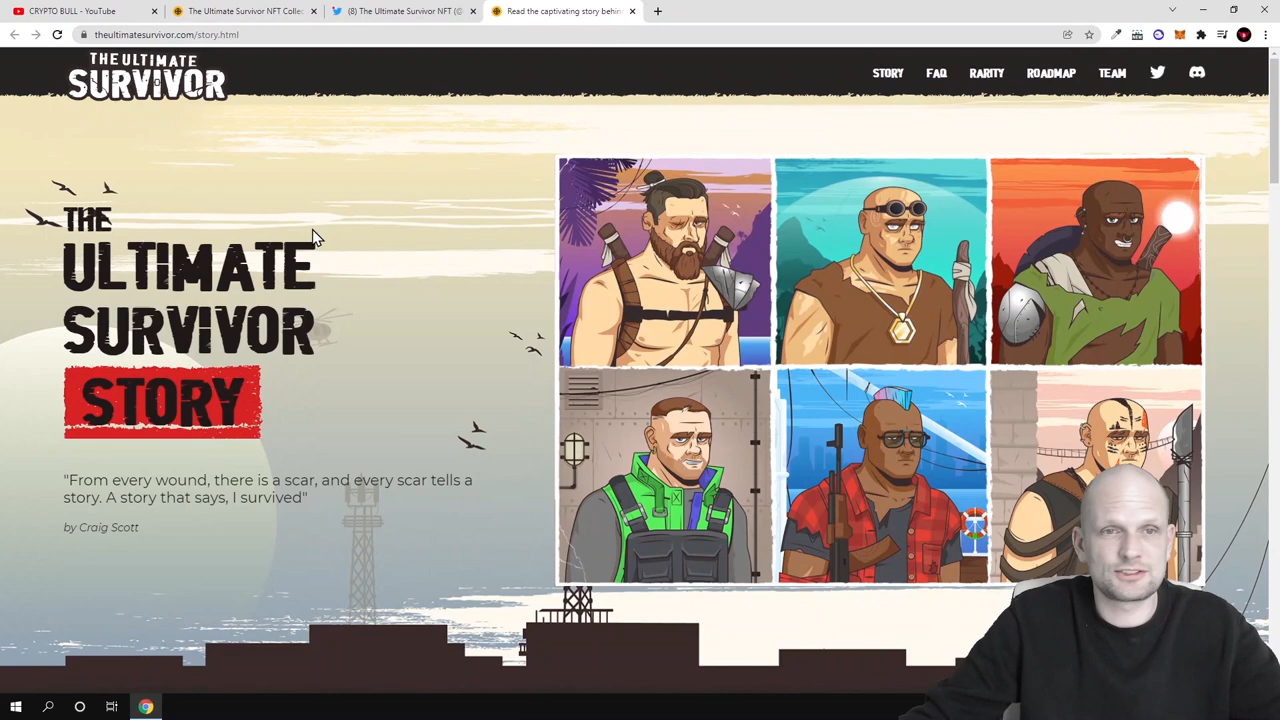 CRYPTO BULL - YouTube
The Ultimate Survivor NFT Collec
(8) The Ultimate Survivor NFT (@
Read the captivating story behin
theultimatesurvivor.com/story.html
THE ULTIMATE
SURVIVOR
STORY
FAQ
RARITY
ROADMAP
TEAM
THE
ULTIMATE
SURVIVOR
STORY
"From every wound, there is a scar, and every scar tells a
story. A story that says, I survived"
by Craig Scott